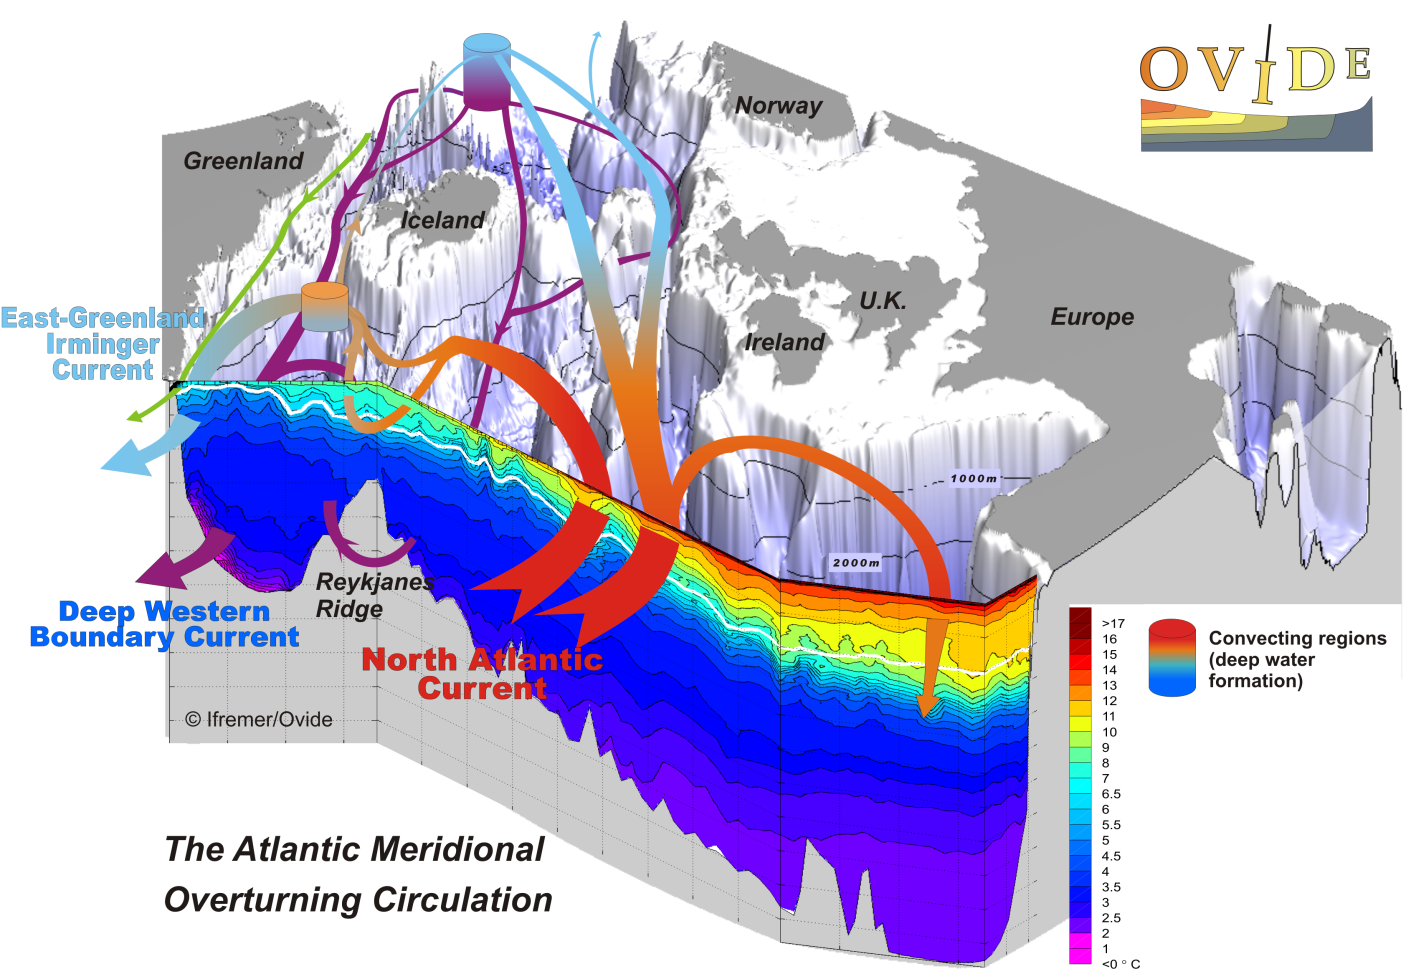 OVIDE
Norway
Greenland
Iceland
U.K.
Ireland
Europe
East-Greenland
Irminger
Current
1000m
2000m
Reykjanes
Ridge
Deep Western
Boundary Current
North Atlantic
Current
© Ifremer/Ovide
The Atlantic Meridional
Overturning Circulation
>17
16
15
14
13
12
11
10
9
8
7
6.5
6
5.5
5
4.5
4
3.5
3
2.5
2
1
<0 ° C
Convecting regions
(deep water
formation)